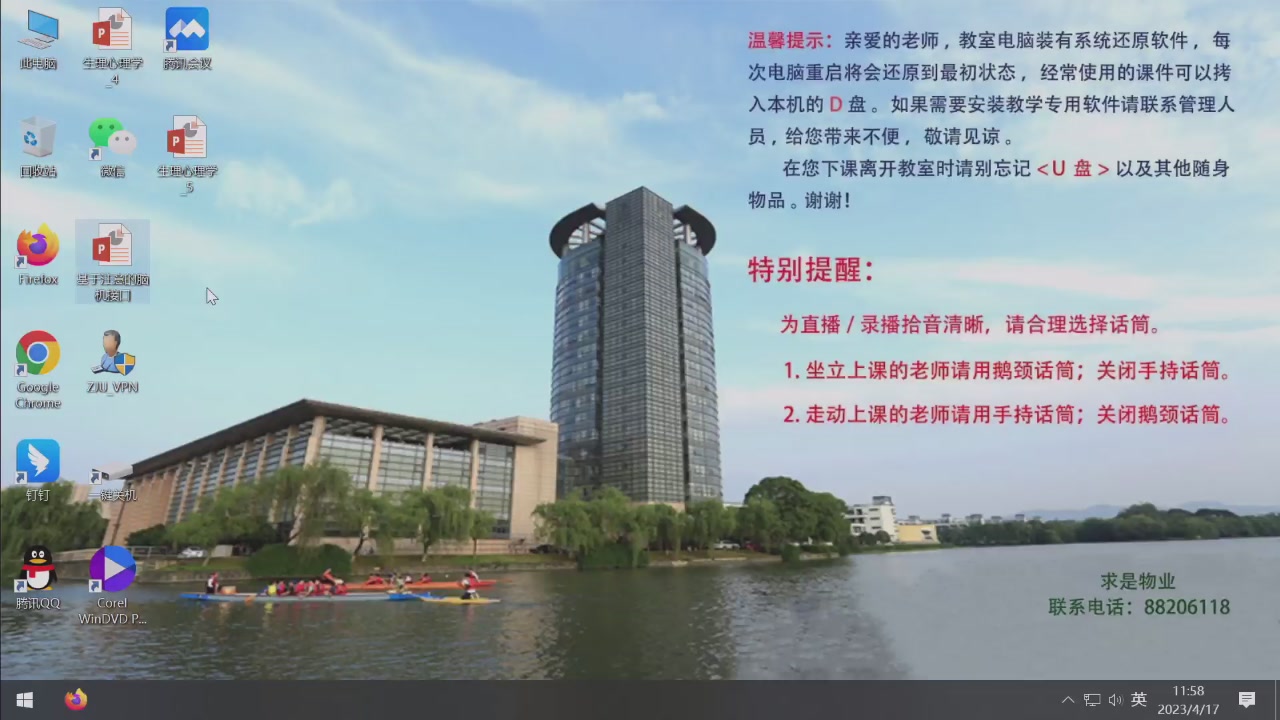 此电脑
生理心理学
_4
腾讯会议
回收站
微信
生理心理学
_5
Firefox
基于注意的脑
机接口
Google
Chrome
ZJU_VPN
钉钉
一键关机
腾讯QQ
Corel
WinDVD P...
温馨提示：亲爱的老师，教室电脑装有系统还原软件，每
次电脑重启将会还原到最初状态，经常使用的课件可以拷
入本机的 D 盘。如果需要安装教学专用软件请联系管理人
员，给您带来不便，敬请见谅。
在您下课离开教室时请别忘记 <U 盘> 以及其他随身
物品。谢谢！
特别提醒：
为直播 / 录播拾音清晰，请合理选择话筒。
1. 坐立上课的老师请用鹅颈话筒；关闭手持话筒。
2. 走动上课的老师请用手持话筒；关闭鹅颈话筒。
求是物业
联系电话：88206118
英
11:58
2023/4/17